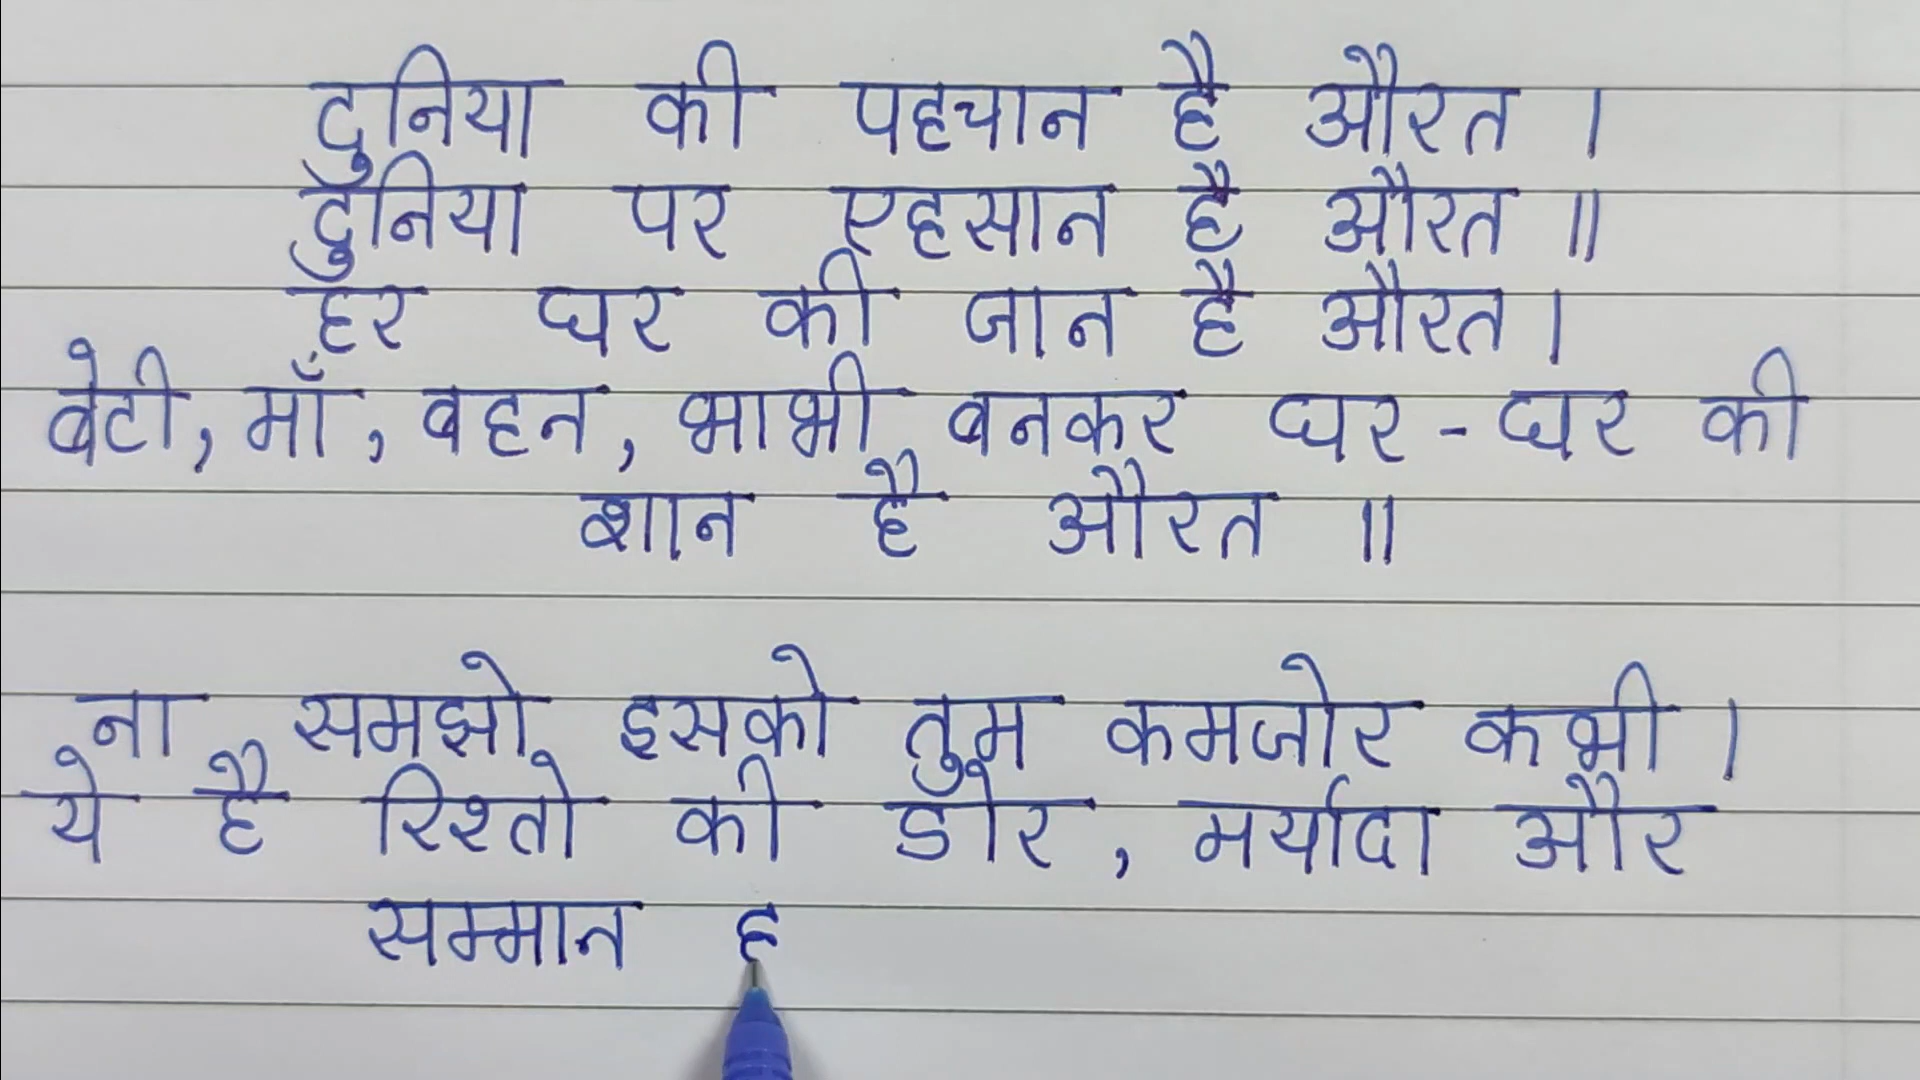 दुनिया की पहचान है औरत ।
दुनिया पर एहसान है औरत ॥
हर घर की जान है औरत ।
बेटी, माँ, बहन, भाभी बनकर घर - घर की
शान है औरत ॥
ना समझो इसको तुम कमजोर कभी ।
ये है रिश्तो की डोर, मर्यादा और
सम्मान ह